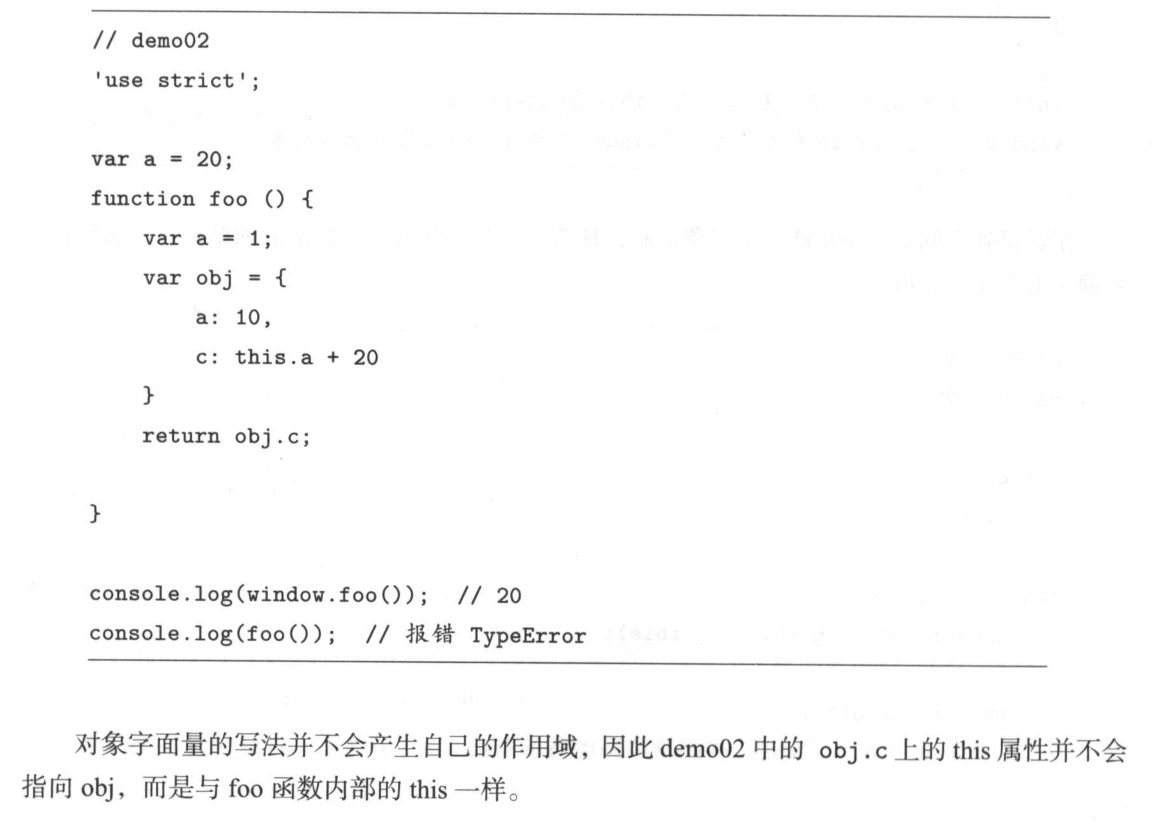 // demo02
'use strict';
var a = 20;
function foo () {
    var a = 1;
    var obj = {
        a: 10,
        c: this.a + 20
    }
    return obj.c;
}
console.log(window.foo());  // 20
console.log(foo());  // 报错 TypeError
对象字面量的写法并不会产生自己的作用域，因此 demo02 中的 obj.c 上的 this 属性并不会
指向 obj，而是与 foo 函数内部的 this 一样。